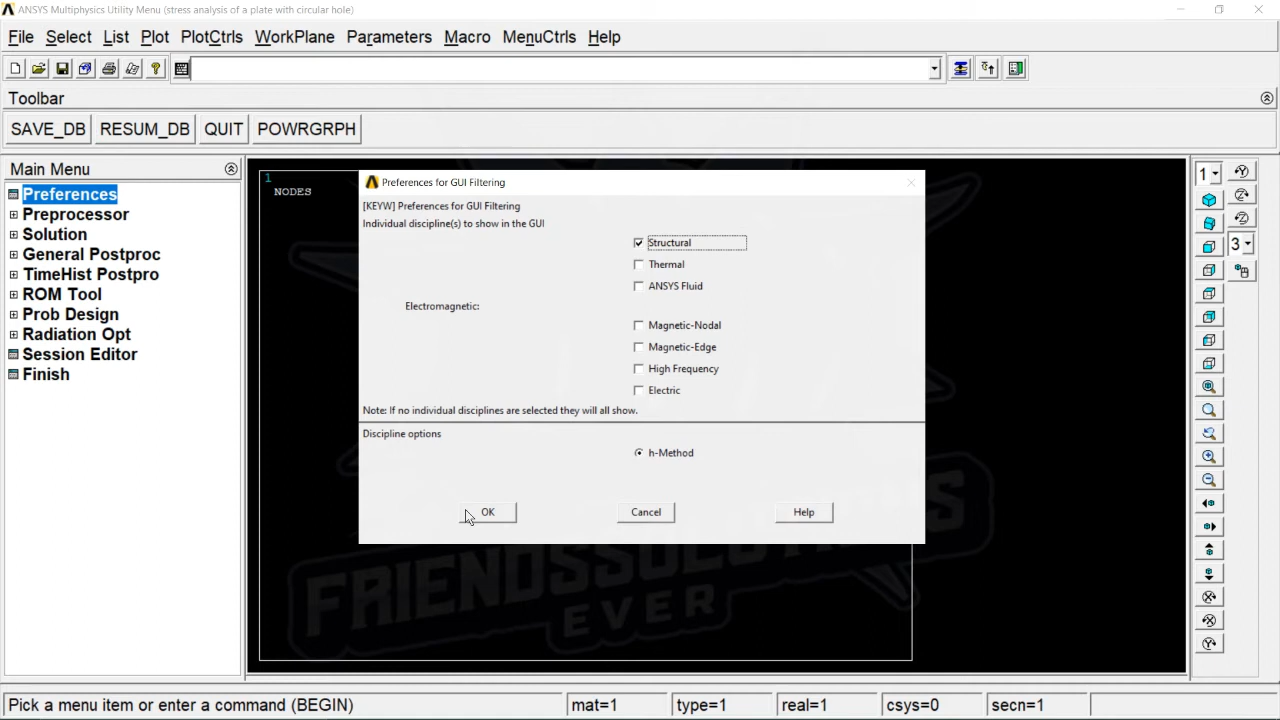 ANSYS Multiphysics Utility Menu (stress analysis of a plate with circular hole)
File Select List Plot PlotCtrls WorkPlane Parameters Macro MenuCtrls Help
Toolbar
SAVE_DB RESUM_DB QUIT POWRGRPH
Main Menu
Preferences
Preprocessor
Solution
General Postproc
TimeHist Postpro
ROM Tool
Prob Design
Radiation Opt
Session Editor
Finish
1
NODES
Preferences for GUI Filtering
[KEYW] Preferences for GUI Filtering
Individual discipline(s) to show in the GUI
Structural
Thermal
ANSYS Fluid
Electromagnetic:
Magnetic-Nodal
Magnetic-Edge
High Frequency
Electric
Note: If no individual disciplines are selected they will all show.
Discipline options
h-Method
OK Cancel Help
FRIENDSSOLUTIONS
EVER
1
3
Pick a menu item or enter a command (BEGIN) mat=1 type=1 real=1 csys=0 secn=1